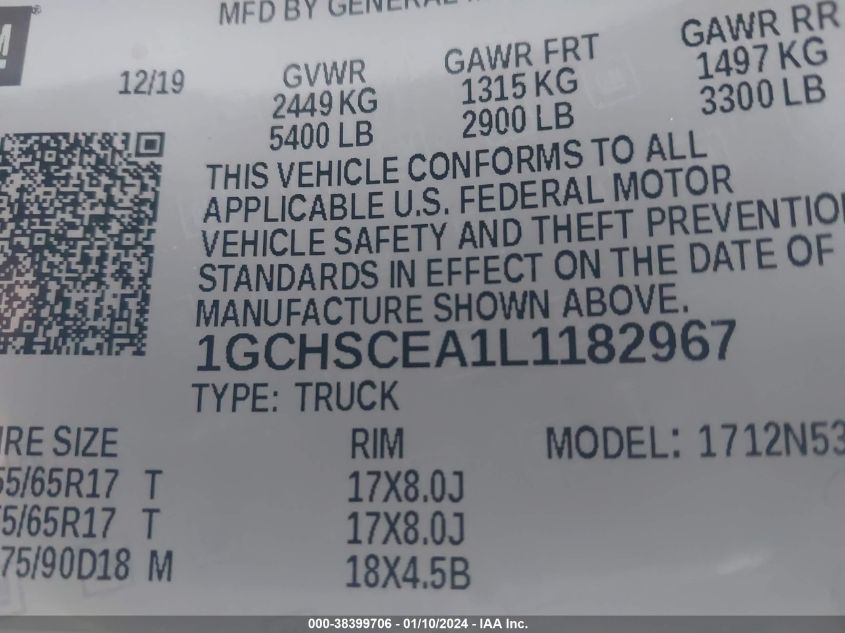 MFD BY GENERAL
12/19 GVWR GAWR FRT GAWR RR
2449 KG 1315 KG 1497 KG
5400 LB 2900 LB 3300 LB
THIS VEHICLE CONFORMS TO ALL
APPLICABLE U.S. FEDERAL MOTOR
VEHICLE SAFETY AND THEFT PREVENTION
STANDARDS IN EFFECT ON THE DATE OF
MANUFACTURE SHOWN ABOVE.
1GCHSCEA1L1182967
TYPE: TRUCK
IRE SIZE RIM MODEL: 1712N53
55/65R17 T 17X8.0J
5/65R17 T 17X8.0J
75/90D18 M 18X4.5B
000-38399706 - 01/10/2024 - IAA Inc.